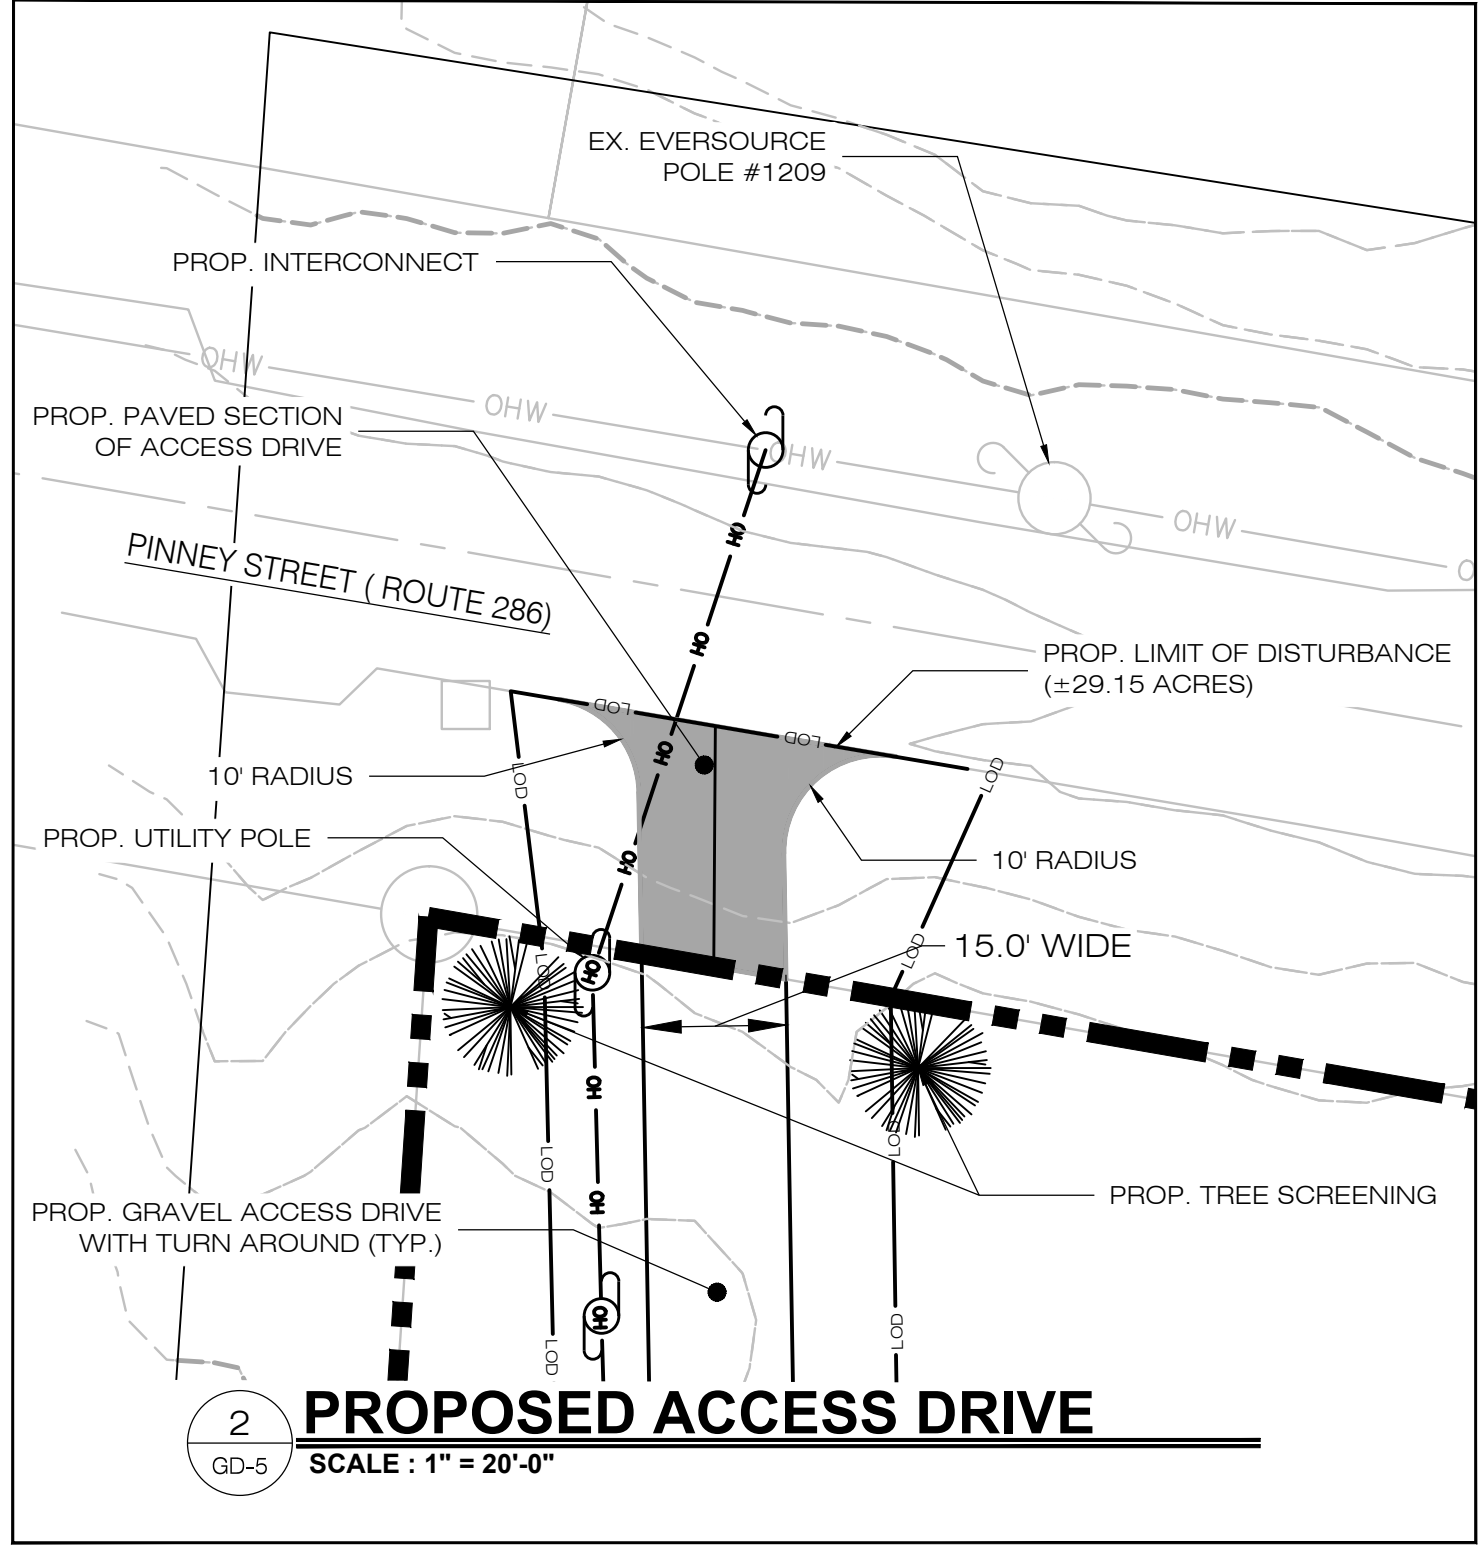 EX. EVERSOURCE
POLE #1209
PROP. INTERCONNECT
OHW
OHW
OHW
OHW
PROP. PAVED SECTION
OF ACCESS DRIVE
OH
PINNEY STREET ( ROUTE 286)
OH
PROP. LIMIT OF DISTURBANCE
(±29.15 ACRES)
LOD
LOD
OH
LOD
LOD
10' RADIUS
PROP. UTILITY POLE
OH
10' RADIUS
15.0' WIDE
LOD
LOD
OH
OH
LOD
LOD
OH
PROP. TREE SCREENING
PROP. GRAVEL ACCESS DRIVE
WITH TURN AROUND (TYP.)
OH
LOD
LOD
2
GD-5
PROPOSED ACCESS DRIVE
SCALE : 1" = 20'-0"